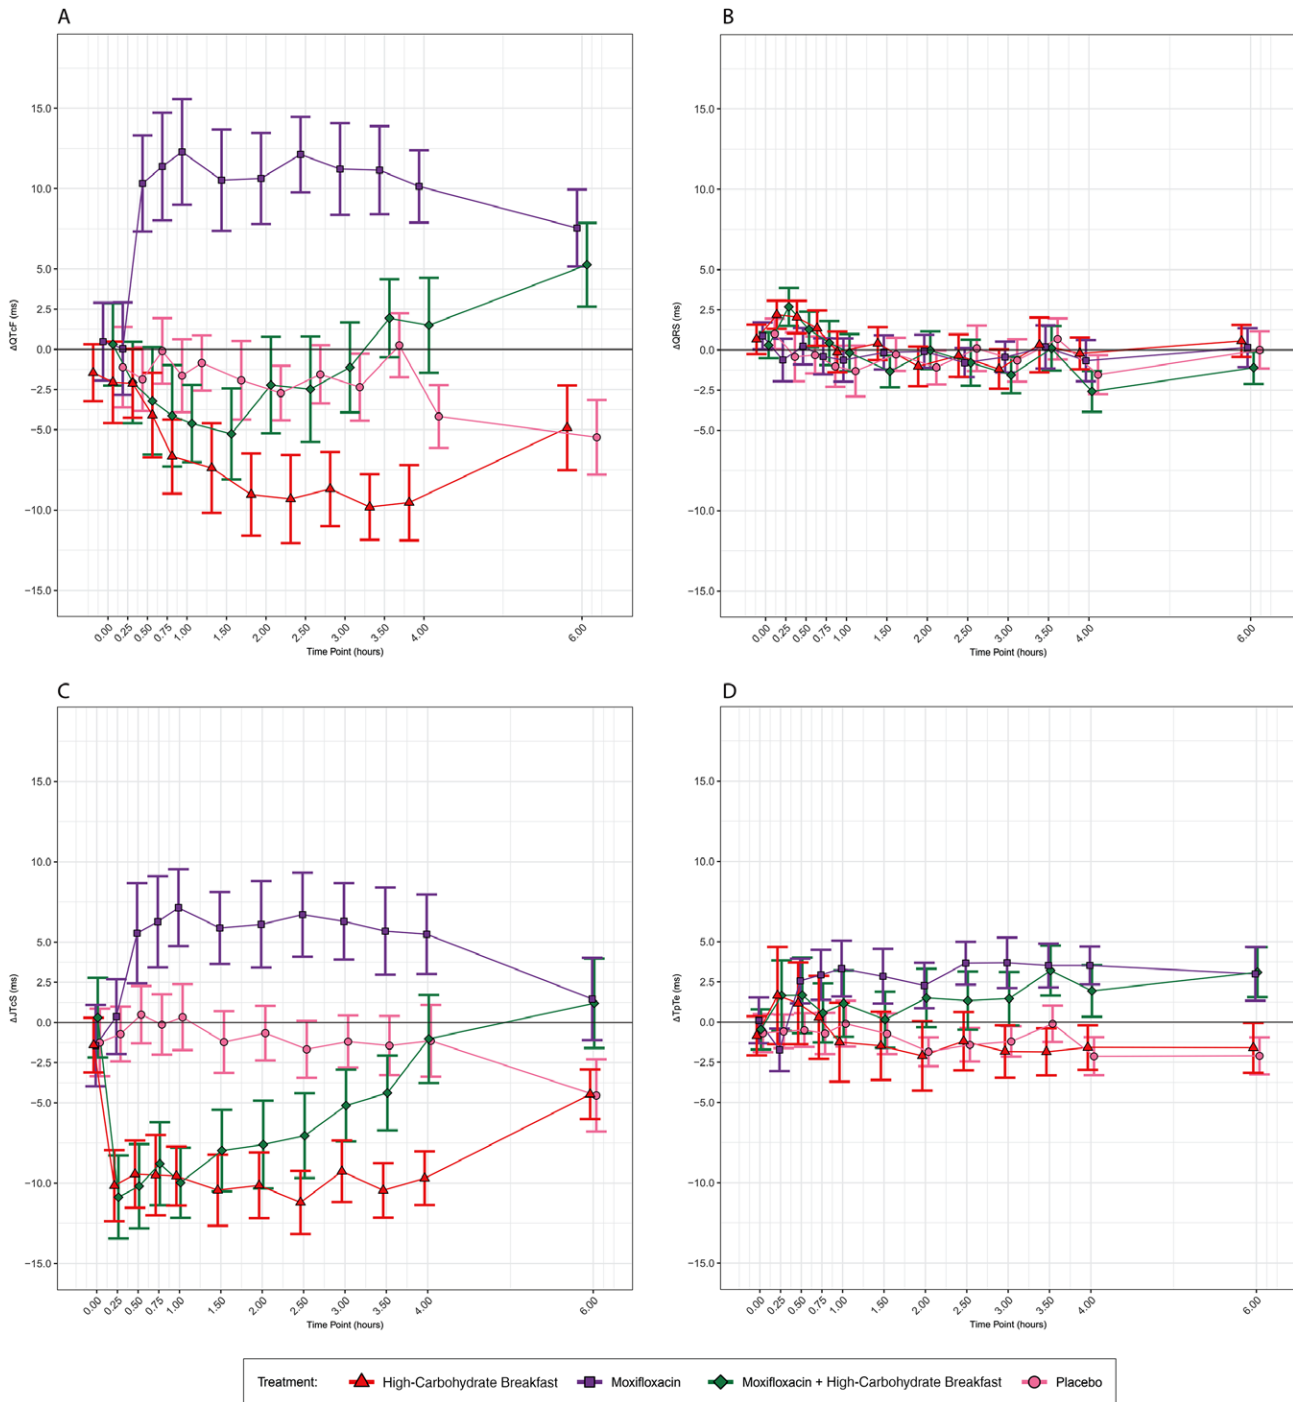 A
15.0
10.0
5.0
2.5
0.0
−2.5
−5.0
−10.0
−15.0
ΔQTcF (ms)
0.00 0.25 0.50 0.75 1.00 1.50 2.00 2.50 3.00 3.50 4.00 6.00
Time Point (hours)
B
15.0
10.0
5.0
2.5
0.0
−2.5
−5.0
−10.0
−15.0
ΔQRS (ms)
0.00 0.25 0.50 0.75 1.00 1.50 2.00 2.50 3.00 3.50 4.00 6.00
Time Point (hours)
C
15.0
10.0
5.0
2.5
0.0
−2.5
−5.0
−10.0
−15.0
ΔJTcS (ms)
0.00 0.25 0.50 0.75 1.00 1.50 2.00 2.50 3.00 3.50 4.00 6.00
Time Point (hours)
D
15.0
10.0
5.0
2.5
0.0
−2.5
−5.0
−10.0
−15.0
ΔTpTe (ms)
0.00 0.25 0.50 0.75 1.00 1.50 2.00 2.50 3.00 3.50 4.00 6.00
Time Point (hours)
Treatment: High-Carbohydrate Breakfast Moxifloxacin Moxifloxacin + High-Carbohydrate Breakfast Placebo